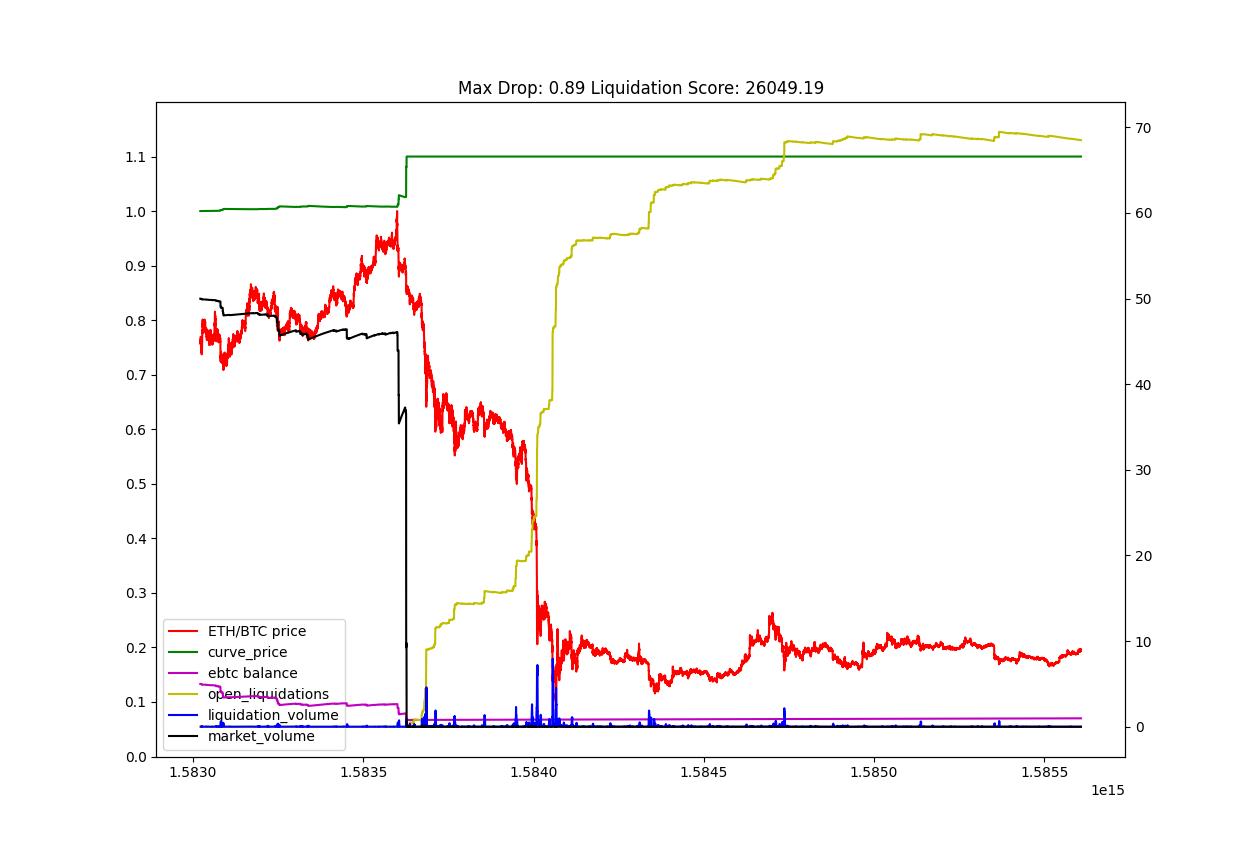 Max Drop: 0.89 Liquidation Score: 26049.19
1.1
1.0
0.9
0.8
0.7
0.6
0.5
0.4
0.3
0.2
0.1
0.0
70
60
50
40
30
20
10
0
ETH/BTC price
curve_price
ebtc balance
open_liquidations
liquidation_volume
market_volume
1.5830 1.5835 1.5840 1.5845 1.5850 1.5855
1e15